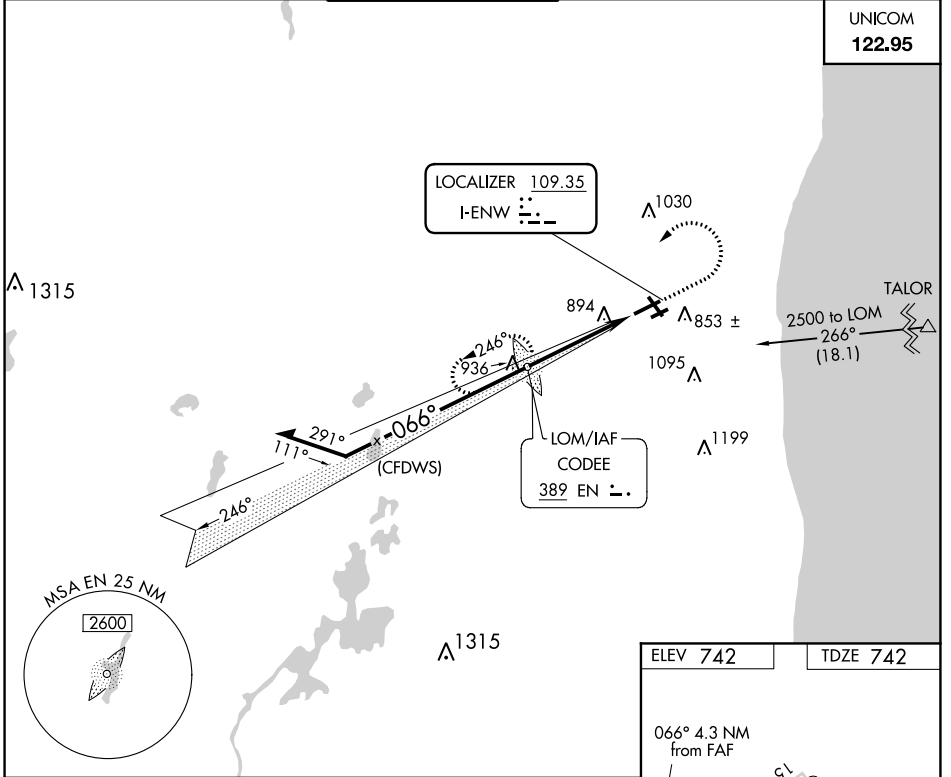 UNICOM
122.95
LOCALIZER 109.35
I-ENW
1030
1315
894
853 ±
TALOR
2500 to LOM
266°
(18.1)
246°
936
1095
066°
291°
111°
(CFDWS)
LOM/IAF
CODEE
389 EN
1199
246°
MSA EN 25 NM
2600
1315
ELEV 742
TDZE 742
066° 4.3 NM
from FAF
15